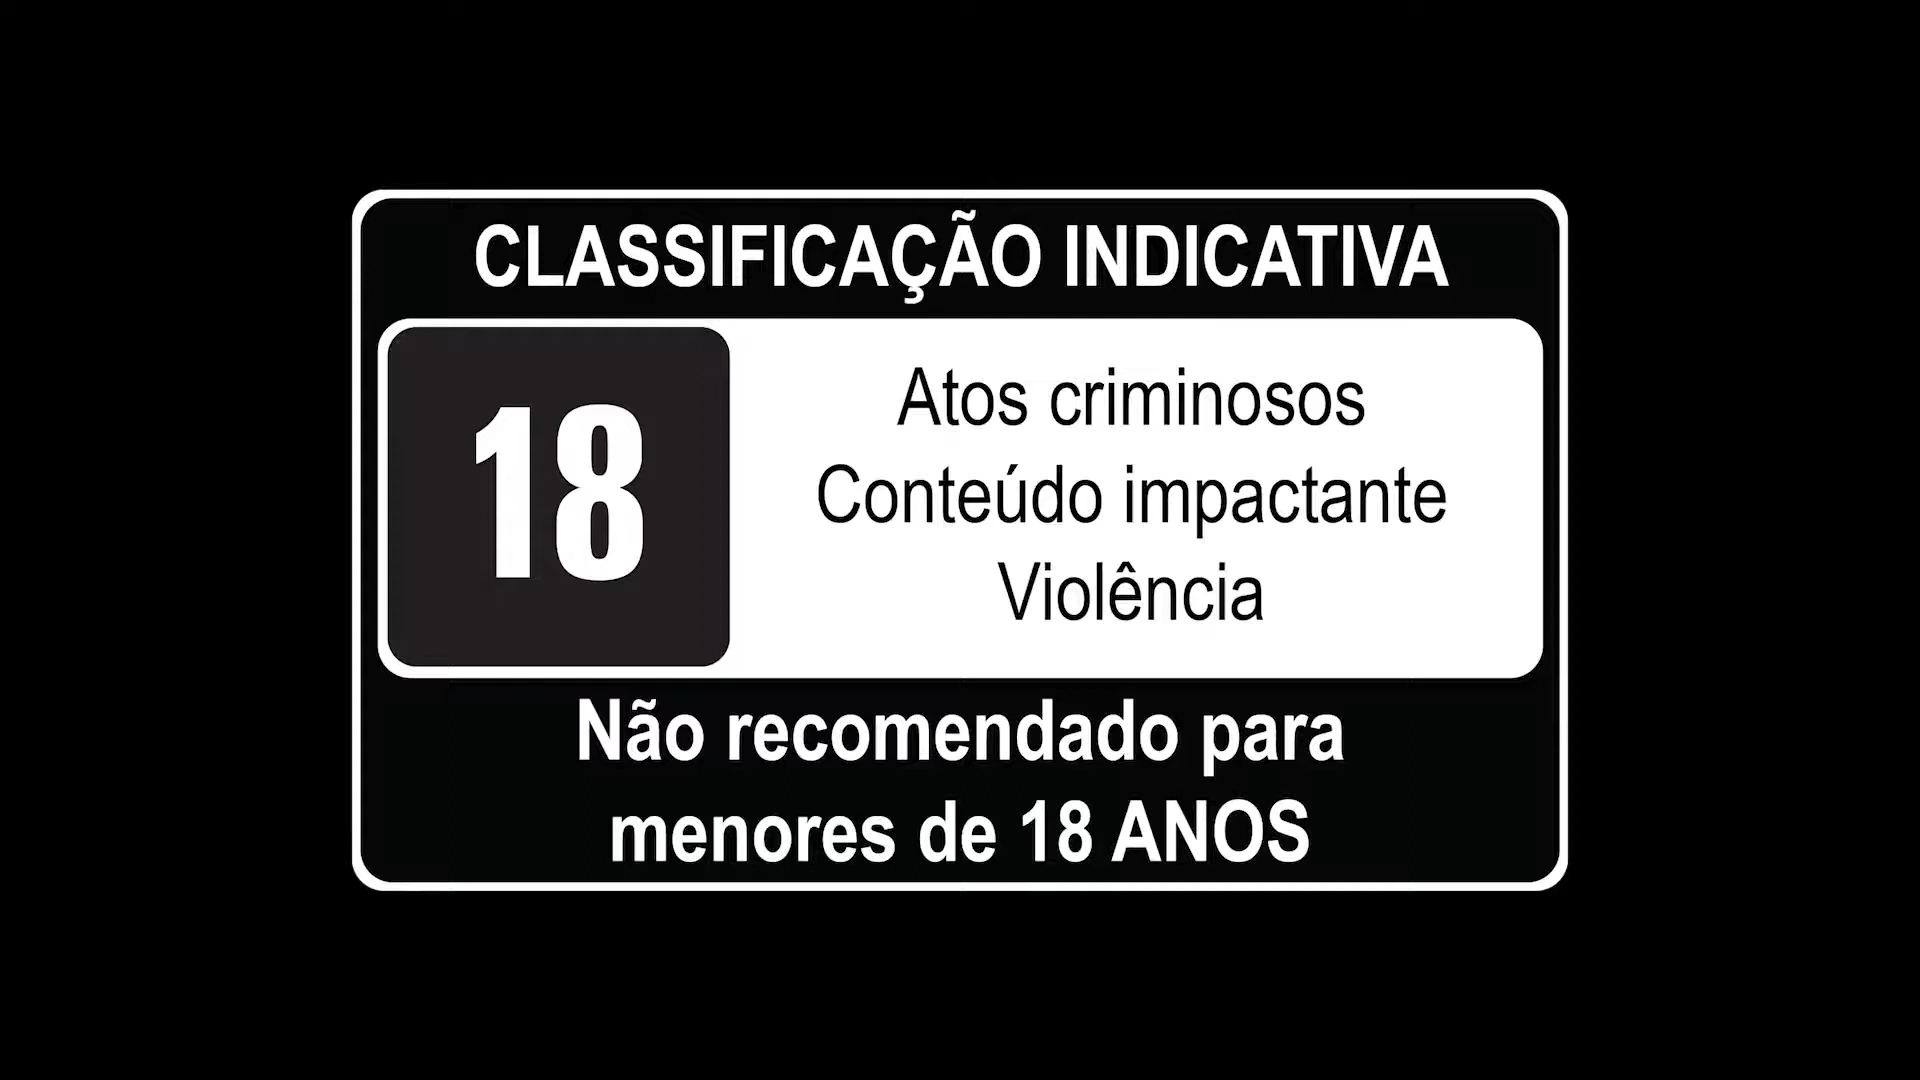 CLASSIFICAÇÃO INDICATIVA
18
Atos criminosos
Conteúdo impactante
Violência
Não recomendado para
menores de 18 ANOS